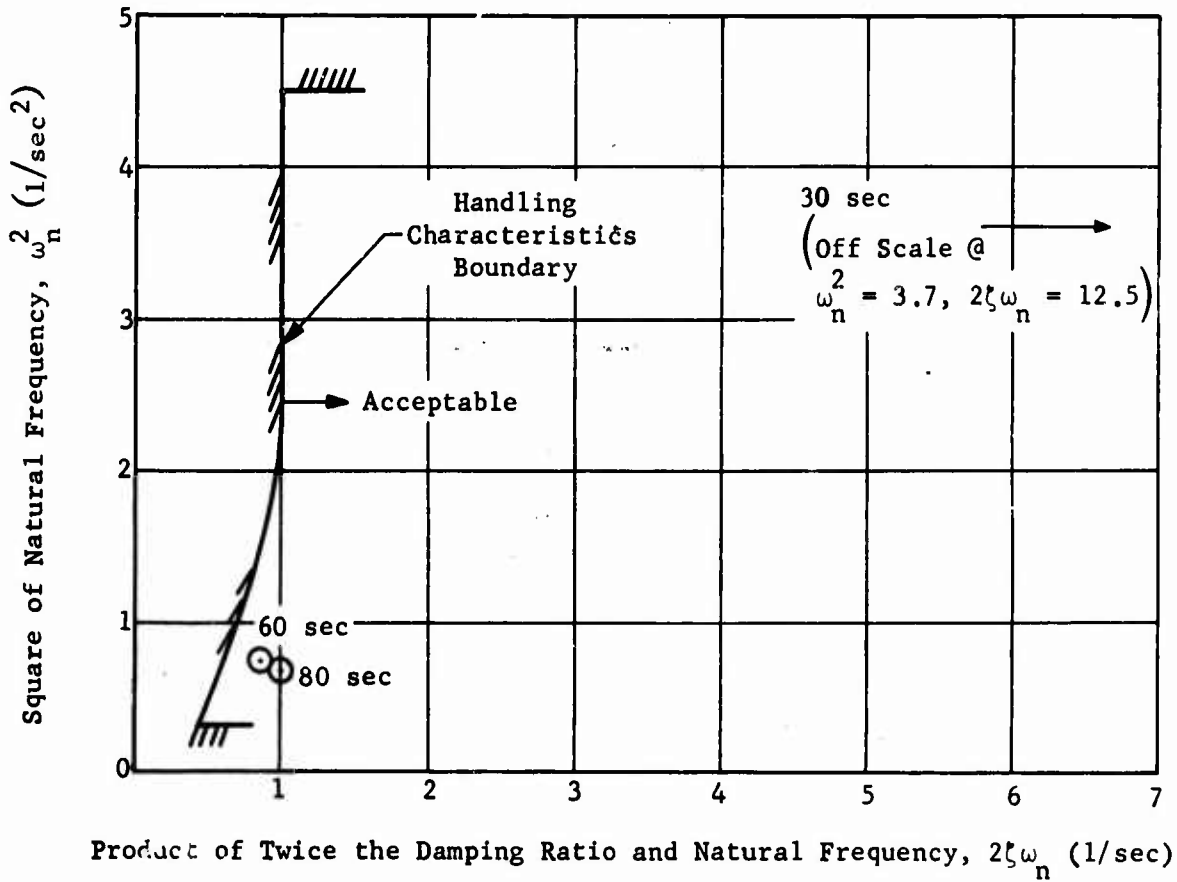 Square of Natural Frequency, ωn² (1/sec²)
5
4
3
2
1
0
Handling
Characteristics
Boundary
Acceptable
30 sec
(Off Scale @
ωn² = 3.7, 2ζωn = 12.5)
60 sec
80 sec
1
2
3
4
5
6
7
Product of Twice the Damping Ratio and Natural Frequency, 2ζωn (1/sec)